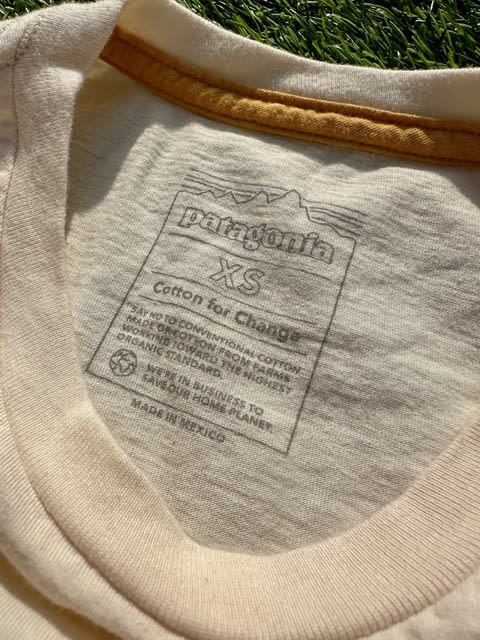 patagonia
XS
Cotton for Change
"SAY NO TO CONVENTIONAL COTTON"
MADE OF COTTON FROM FARMS
WORKING TOWARD THE HIGHEST
ORGANIC STANDARD.
WE'RE IN BUSINESS TO
SAVE OUR HOME PLANET.
MADE IN MEXICO